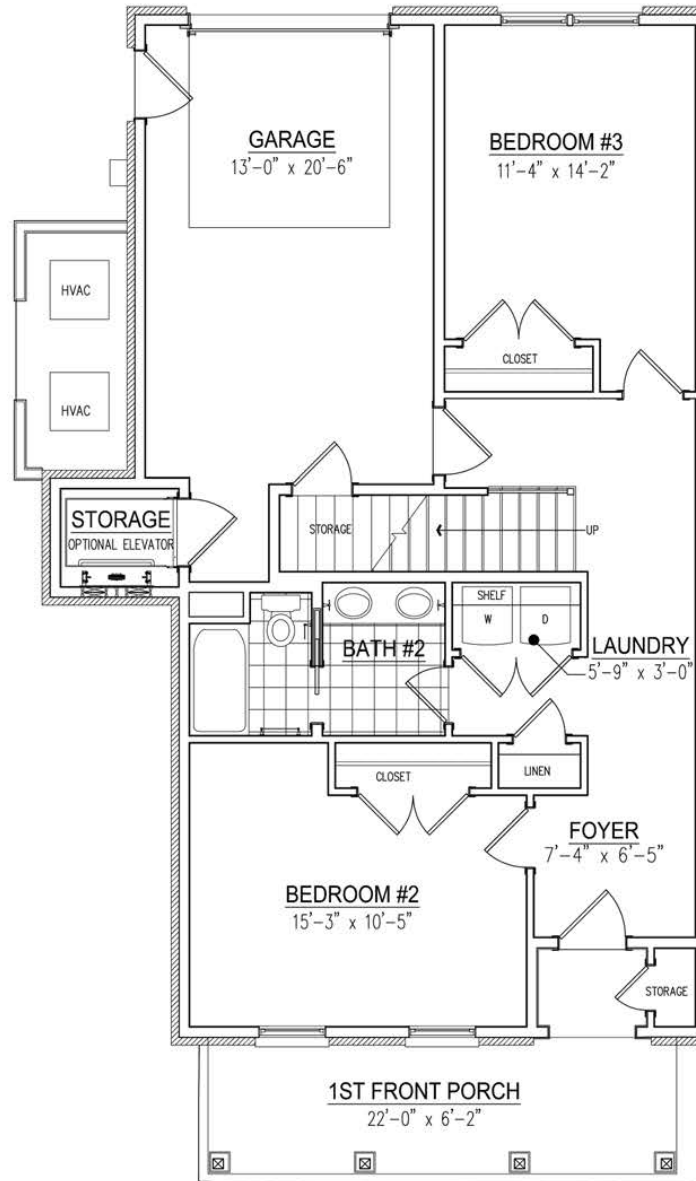 GARAGE
13'-0" x 20'-6"
BEDROOM #3
11'-4" x 14'-2"
HVAC
HVAC
CLOSET
STORAGE
OPTIONAL ELEVATOR
STORAGE
UP
SHELF
W
D
BATH #2
LAUNDRY
5'-9" x 3'-0"
CLOSET
LINEN
FOYER
7'-4" x 6'-5"
BEDROOM #2
15'-3" x 10'-5"
STORAGE
1ST FRONT PORCH
22'-0" x 6'-2"